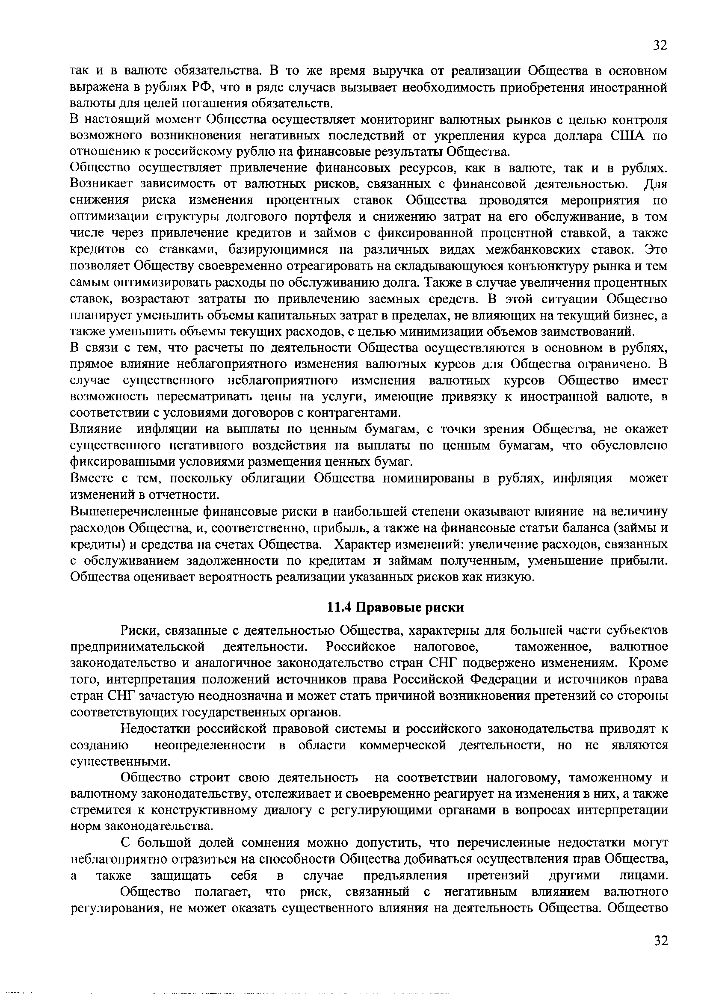 32
так и в валюте обязательства. В то же время выручка от реализации Общества в основном
выражена в рублях РФ, что в ряде случаев вызывает необходимость приобретения иностранной
валюты для целей погашения обязательств.
В настоящий момент Общества осуществляет мониторинг валютных рынков с целью контроля
возможного возникновения негативных последствий от укрепления курса доллара США по
отношению к российскому рублю на финансовые результаты Общества.
Общество осуществляет привлечение финансовых ресурсов, как в валюте, так и в рублях.
Возникает зависимость от валютных рисков, связанных с финансовой деятельностью. Для
снижения риска изменения процентных ставок Общества проводятся мероприятия по
оптимизации структуры долгового портфеля и снижению затрат на его обслуживание, в том
числе через привлечение кредитов и займов с фиксированной процентной ставкой, а также
кредитов со ставками, базирующимися на различных видах межбанковских ставок. Это
позволяет Обществу своевременно отреагировать на складывающуюся конъюнктуру рынка и тем
самым оптимизировать расходы по обслуживанию долга. Также в случае увеличения процентных
ставок, возрастают затраты по привлечению заемных средств. В этой ситуации Общество
планирует уменьшить объемы капитальных затрат в пределах, не влияющих на текущий бизнес, а
также уменьшить объемы текущих расходов, с целью минимизации объемов заимствований.
В связи с тем, что расчеты по деятельности Общества осуществляются в основном в рублях,
прямое влияние неблагоприятного изменения валютных курсов для Общества ограничено. В
случае существенного неблагоприятного изменения валютных курсов Общество имеет
возможность пересматривать цены на услуги, имеющие привязку к иностранной валюте, в
соответствии с условиями договоров с контрагентами.
Влияние инфляции на выплаты по ценным бумагам, с точки зрения Общества, не окажет
существенного негативного воздействия на выплаты по ценным бумагам, что обусловлено
фиксированными условиями размещения ценных бумаг.
Вместе с тем, поскольку облигации Общества номинированы в рублях, инфляция может
изменений в отчетности.
Вышеперечисленные финансовые риски в наибольшей степени оказывают влияние на величину
расходов Общества, и, соответственно, прибыль, а также на финансовые статьи баланса (займы и
кредиты) и средства на счетах Общества. Характер изменений: увеличение расходов, связанных
с обслуживанием задолженности по кредитам и займам полученным, уменьшение прибыли.
Общества оценивает вероятность реализации указанных рисков как низкую.
11.4 Правовые риски
Риски, связанные с деятельностью Общества, характерны для большей части субъектов
предпринимательской деятельности. Российское налоговое, таможенное, валютное
законодательство и аналогичное законодательство стран СНГ подвержено изменениям. Кроме
того, интерпретация положений источников права Российской Федерации и источников права
стран СНГ зачастую неоднозначна и может стать причиной возникновения претензий со стороны
соответствующих государственных органов.
Недостатки российской правовой системы и российского законодательства приводят к
созданию неопределенности в области коммерческой деятельности, но не являются
существенными.
Общество строит свою деятельность на соответствии налоговому, таможенному и
валютному законодательству, отслеживает и своевременно реагирует на изменения в них, а также
стремится к конструктивному диалогу с регулирующими органами в вопросах интерпретации
норм законодательства.
С большой долей сомнения можно допустить, что перечисленные недостатки могут
неблагоприятно отразиться на способности Общества добиваться осуществления прав Общества,
а также защищать себя в случае предъявления претензий другими лицами.
Общество полагает, что риск, связанный с негативным влиянием валютного
регулирования, не может оказать существенного влияния на деятельность Общества. Общество
32